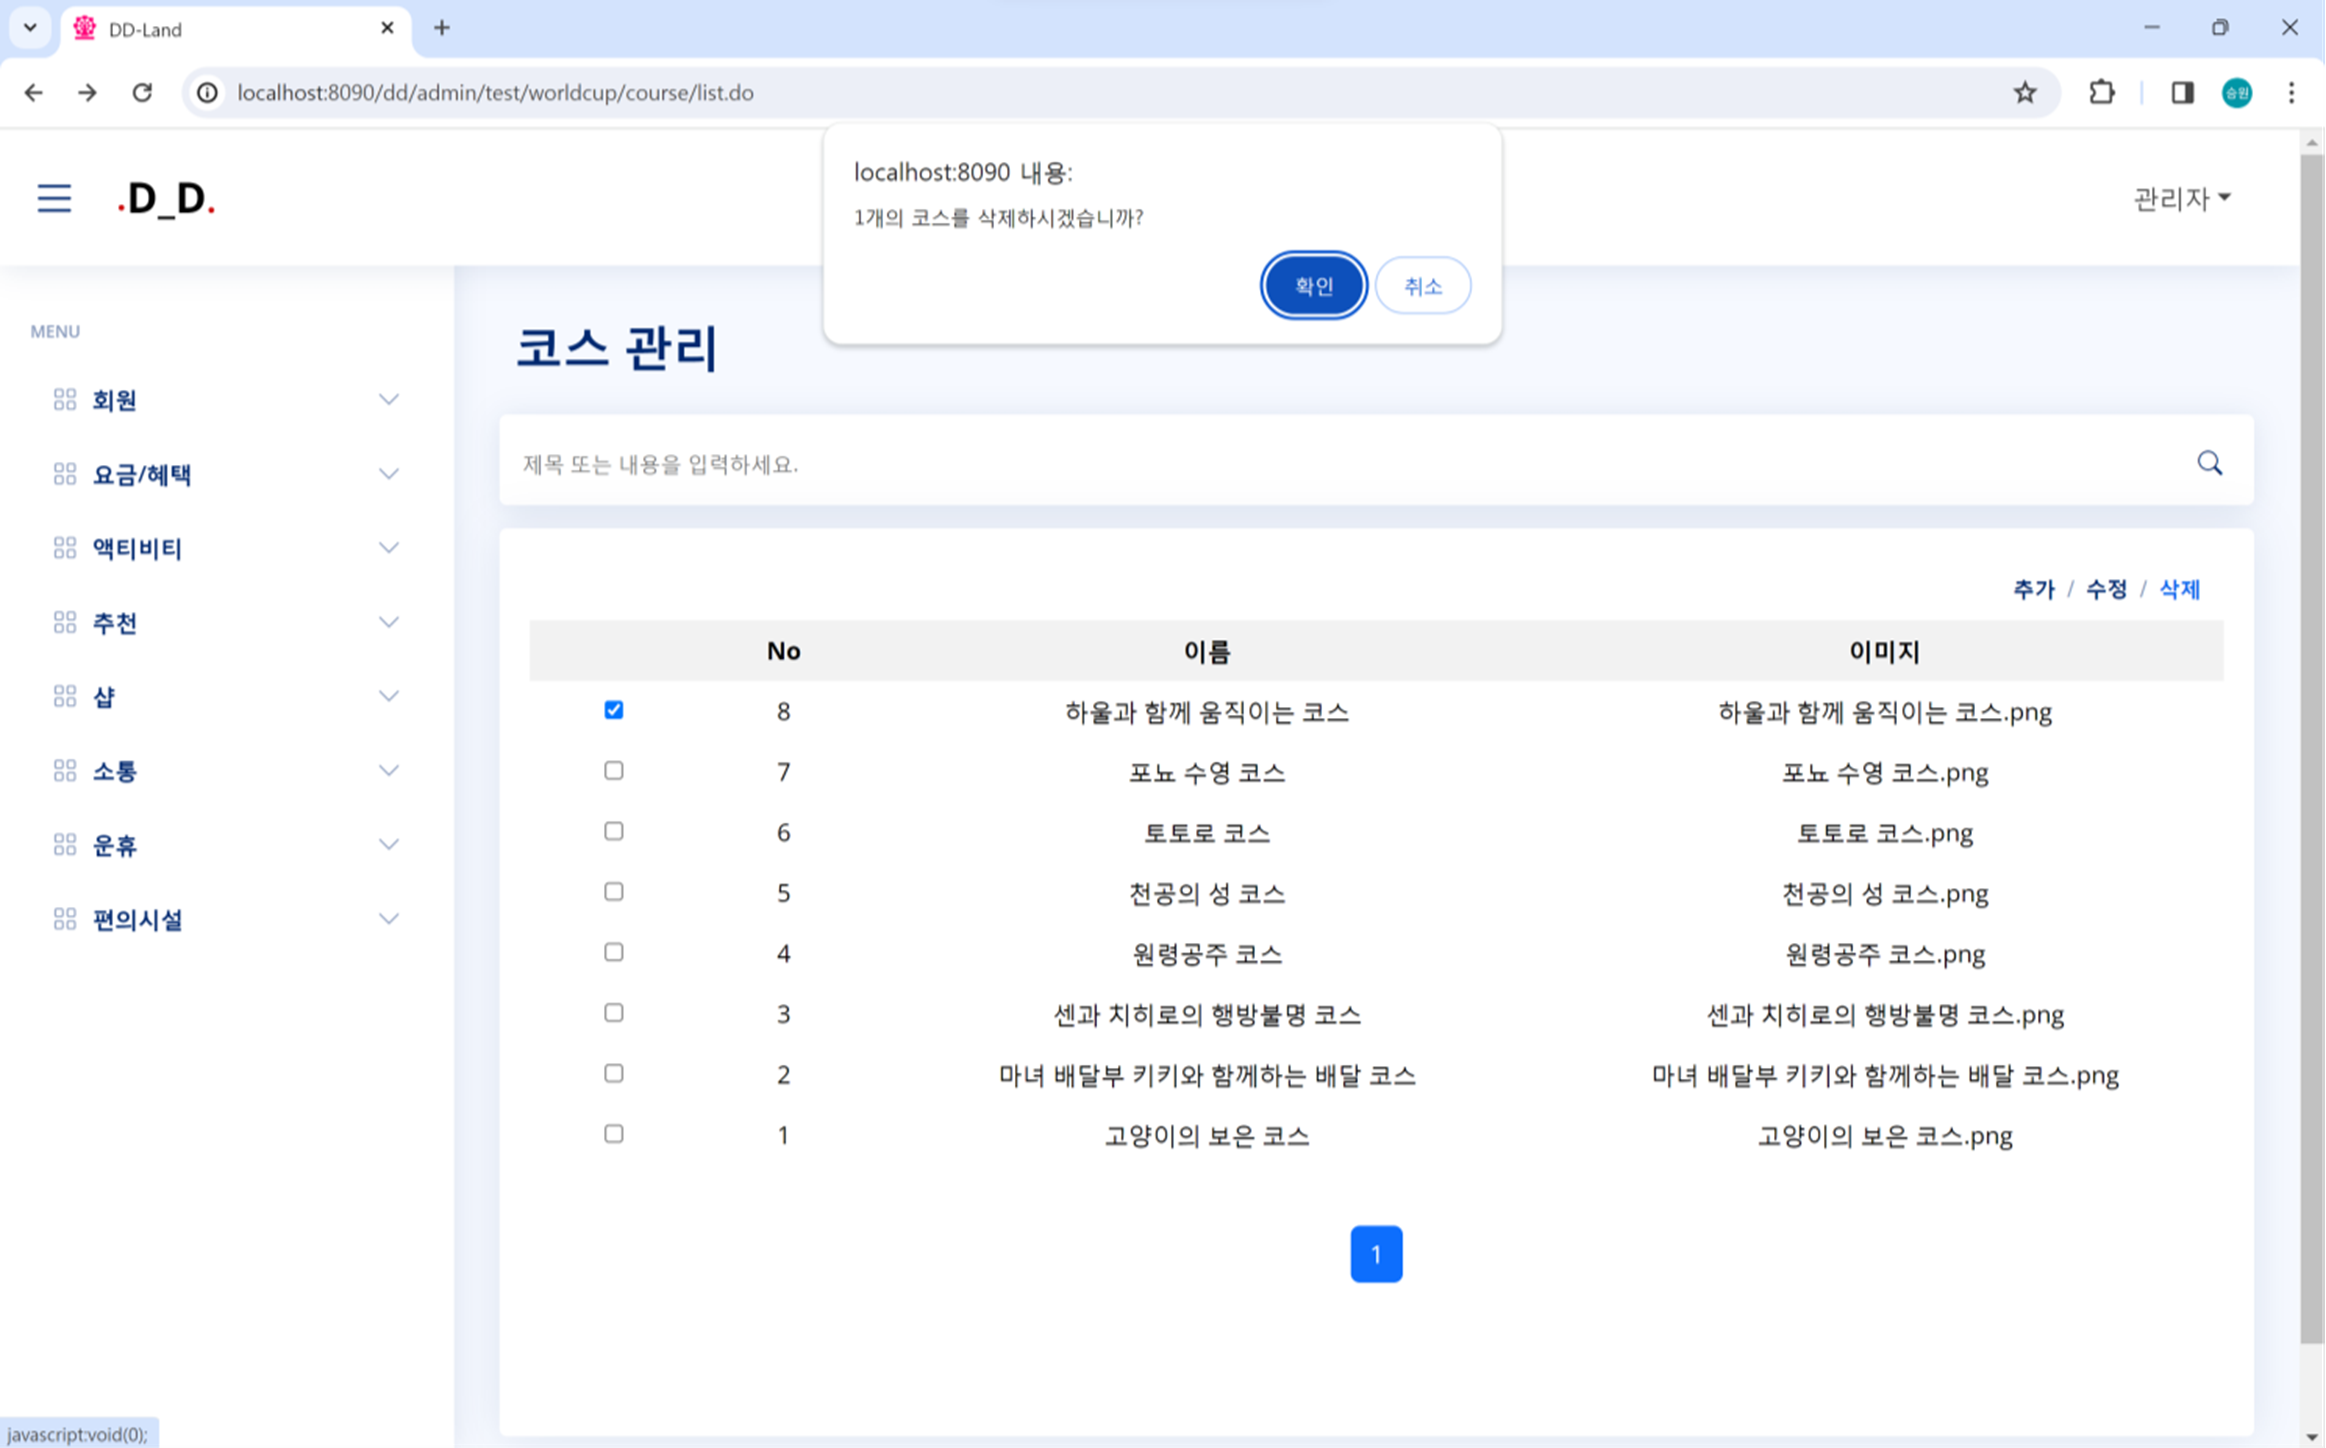 DD-Land
localhost:8090/dd/admin/test/worldcup/course/list.do
승원
localhost:8090 내용:
1개의 코스를 삭제하시겠습니까?
확인 취소
.D_D.
관리자
MENU
회원
요금/혜택
액티비티
추천
샵
소통
운휴
편의시설
코스 관리
제목 또는 내용을 입력하세요.
추가 / 수정 / 삭제
No 이름 이미지
8 하울과 함께 움직이는 코스 하울과 함께 움직이는 코스.png
7 포뇨 수영 코스 포뇨 수영 코스.png
6 토토로 코스 토토로 코스.png
5 천공의 성 코스 천공의 성 코스.png
4 원령공주 코스 원령공주 코스.png
3 센과 치히로의 행방불명 코스 센과 치히로의 행방불명 코스.png
2 마녀 배달부 키키와 함께하는 배달 코스 마녀 배달부 키키와 함께하는 배달 코스.png
1 고양이의 보은 코스 고양이의 보은 코스.png
1
javascript:void(0);